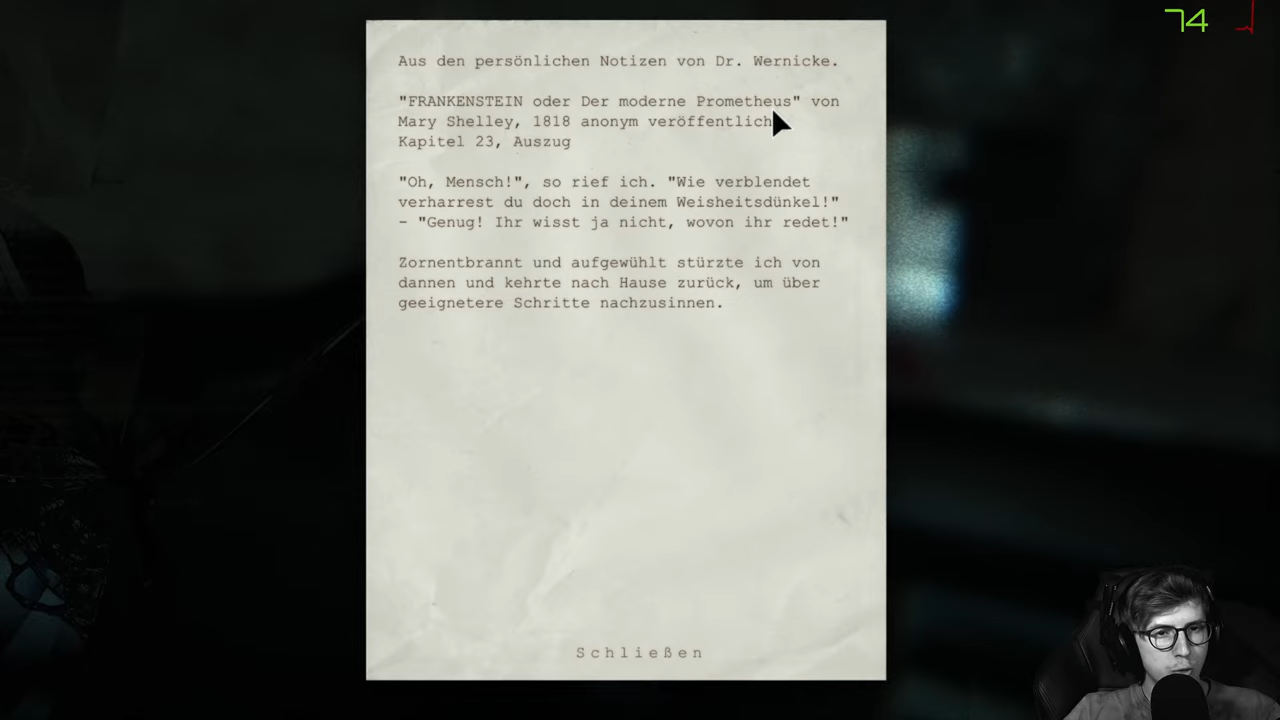 74
Aus den persönlichen Notizen von Dr. Wernicke.
"FRANKENSTEIN oder Der moderne Prometheus" von
Mary Shelley, 1818 anonym veröffentlich
Kapitel 23, Auszug
"Oh, Mensch!", so rief ich. "Wie verblendet
verharrest du doch in deinem Weisheitsdünkel!"
- "Genug! Ihr wisst ja nicht, wovon ihr redet!"
Zornentbrannt und aufgewühlt stürzte ich von
dannen und kehrte nach Hause zurück, um über
geeignetere Schritte nachzusinnen.
Schließen